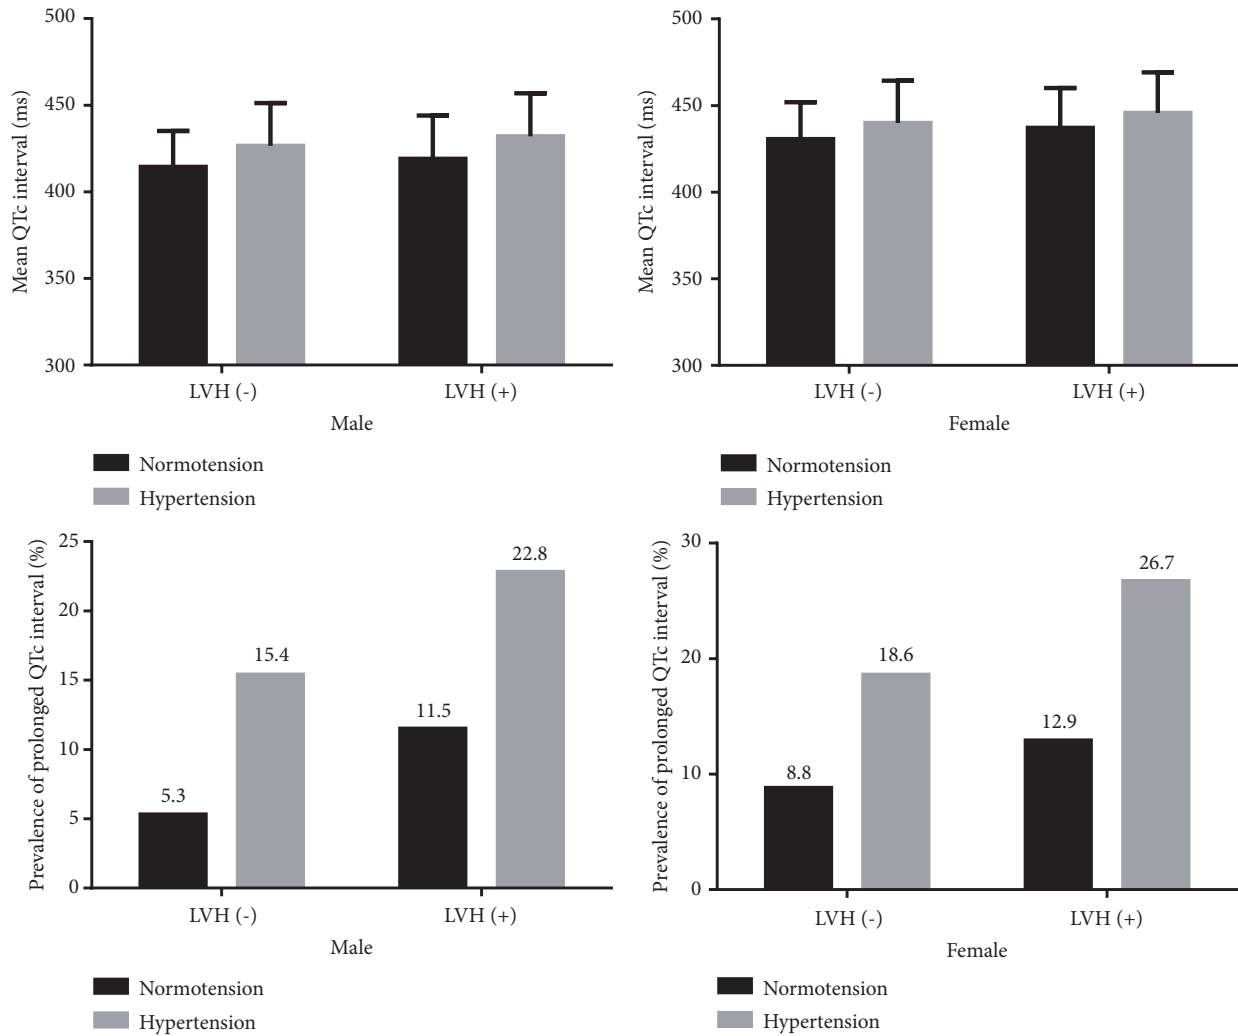 Mean QTc interval (ms)
500
450
400
350
300
LVH (-)
LVH (+)
Male
Normotension
Hypertension
Mean QTc interval (ms)
500
450
400
350
300
LVH (-)
LVH (+)
Female
Normotension
Hypertension
Prevalence of prolonged QTc interval (%)
25
20
15
10
5
0
5.3
15.4
11.5
22.8
LVH (-)
LVH (+)
Male
Normotension
Hypertension
Prevalence of prolonged QTc interval (%)
30
20
10
0
8.8
18.6
12.9
26.7
LVH (-)
LVH (+)
Female
Normotension
Hypertension